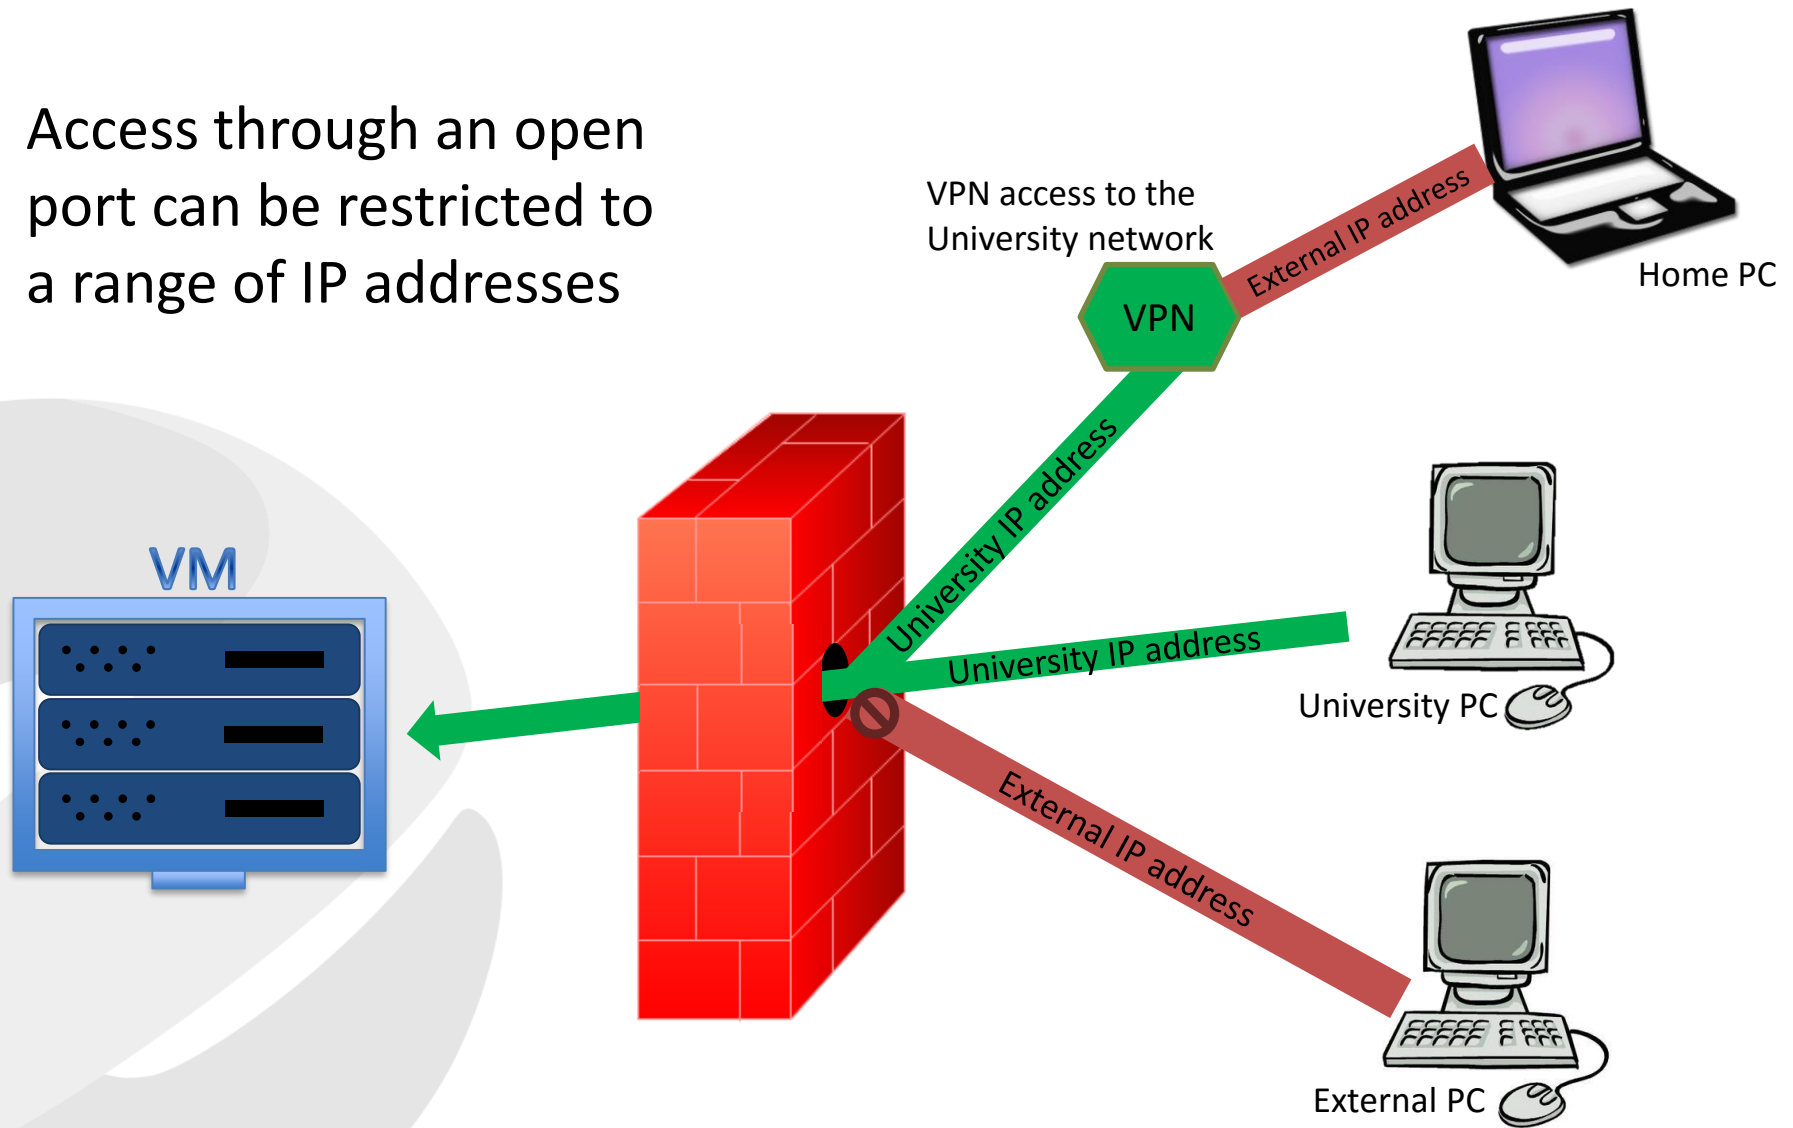 Access through an open
port can be restricted to
a range of IP addresses
VPN access to the
University network
VPN
External IP address
Home PC
University IP address
University IP address
University PC
External IP address
External PC
VM